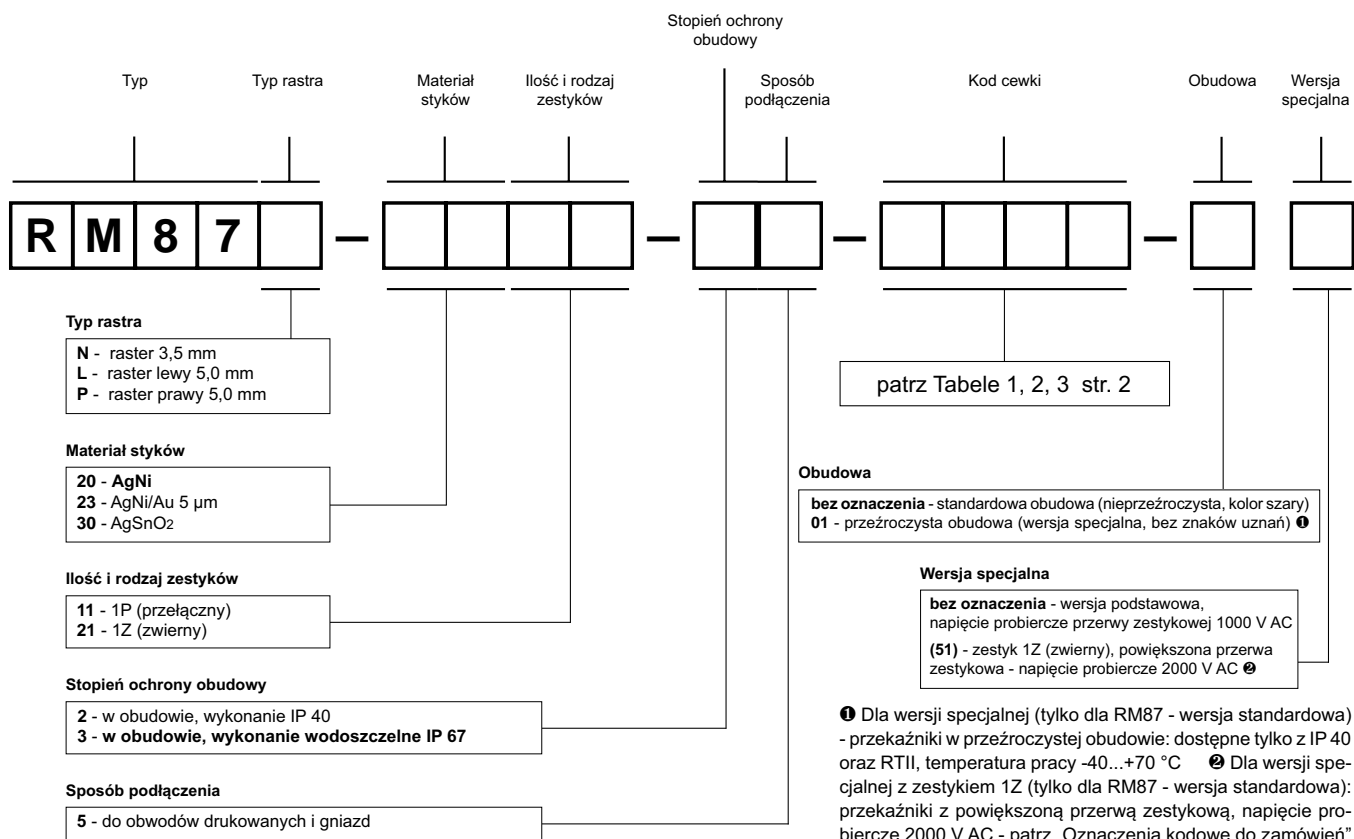 Stopień ochrony
obudowy
Typ
Typ rastra
Materiał
styków
Ilość i rodzaj
zestyków
Sposób
podłączenia
Kod cewki
Obudowa
Wersja
specjalna
R M 8 7 – – – –
Typ rastra
N - raster 3,5 mm
L - raster lewy 5,0 mm
P - raster prawy 5,0 mm
Materiał styków
20 - AgNi
23 - AgNi/Au 5 µm
30 - AgSnO2
Ilość i rodzaj zestyków
11 - 1P (przełączny)
21 - 1Z (zwierny)
Stopień ochrony obudowy
2 - w obudowie, wykonanie IP 40
3 - w obudowie, wykonanie wodoszczelne IP 67
Sposób podłączenia
5 - do obwodów drukowanych i gniazd
patrz Tabele 1, 2, 3 str. 2
Obudowa
bez oznaczenia - standardowa obudowa (nieprzeźroczysta, kolor szary)
01 - przeźroczysta obudowa (wersja specjalna, bez znaków uznań) ❶
Wersja specjalna
bez oznaczenia - wersja podstawowa,
napięcie probiercze przerwy zestykowej 1000 V AC
(51) - zestyk 1Z (zwierny), powiększona przerwa
zestykowa - napięcie probiercze 2000 V AC ❷
❶ Dla wersji specjalnej (tylko dla RM87 - wersja standardowa)
- przekaźniki w przeźroczystej obudowie: dostępne tylko z IP 40
oraz RTII, temperatura pracy -40...+70 °C ❷ Dla wersji spe-
cjalnej z zestykiem 1Z (tylko dla RM87 - wersja standardowa):
przekaźniki z powiększoną przerwą zestykową, napięcie pro-
biercze 2000 V AC - patrz „Oznaczenia kodowe do zamówień"